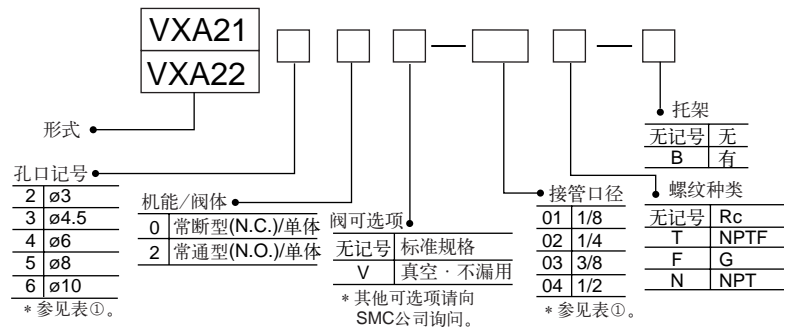 VXA21
VXA22
形式
托架
无记号 无
B 有
孔口记号
2 ø3
3 ø4.5
4 ø6
5 ø8
6 ø10
*参见表①。
机能/阀体
0 常断型(N.C.)/单体
2 常通型(N.O.)/单体
阀可选项
无记号 标准规格
V 真空·不漏用
*其他可选项请向
SMC公司询问。
接管口径
01 1/8
02 1/4
03 3/8
04 1/2
*参见表①。
螺纹种类
无记号 Rc
T NPTF
F G
N NPT